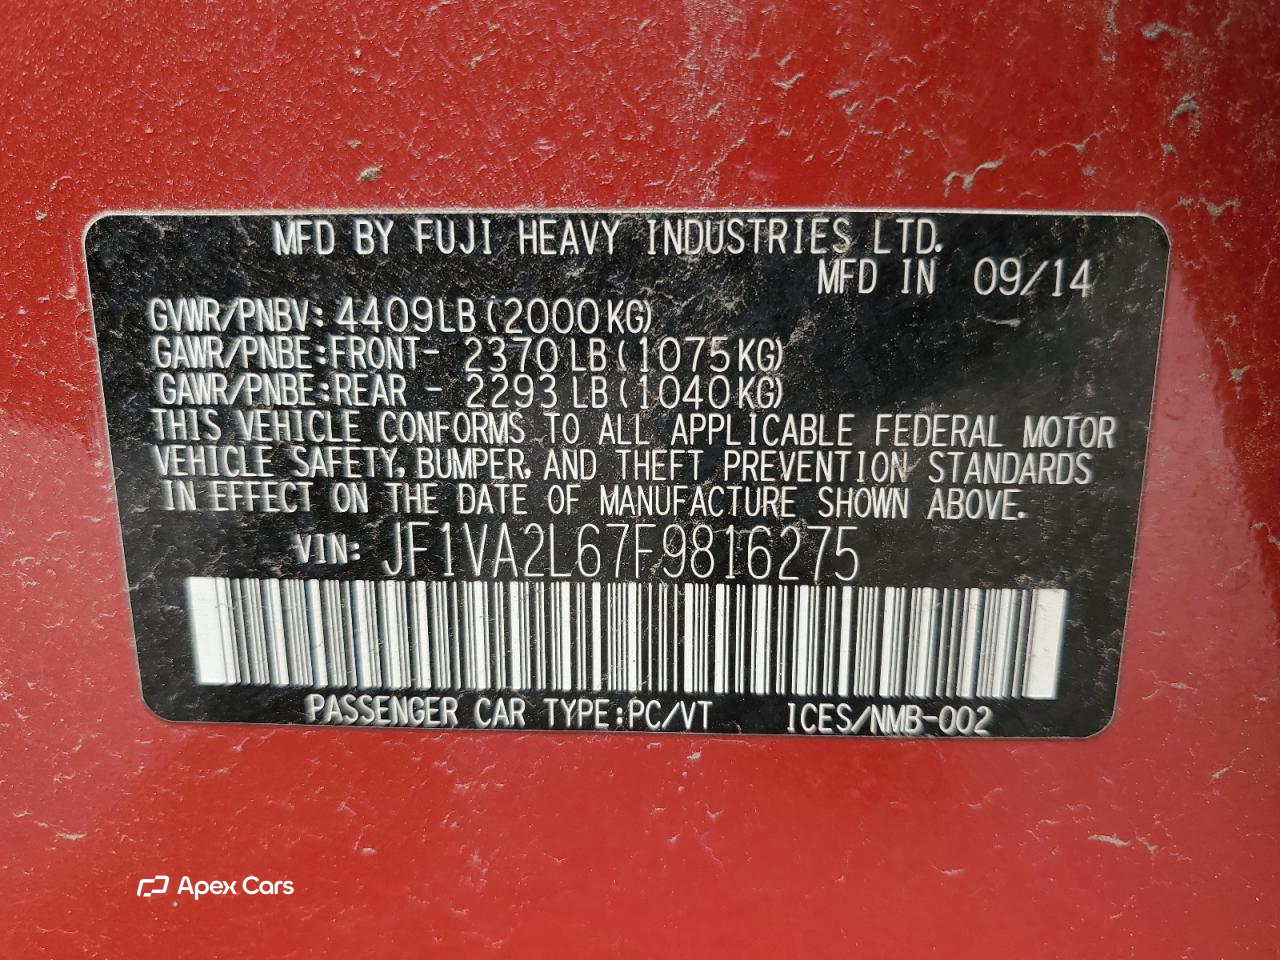 MFD BY FUJI HEAVY INDUSTRIES LTD.
MFD IN 09/14
GVWR/PNBV: 4409LB (2000KG)
GAWR/PNBE:FRONT- 2370LB (1075KG)
GAWR/PNBE:REAR - 2293LB (1040KG)
THIS VEHICLE CONFORMS TO ALL APPLICABLE FEDERAL MOTOR
VEHICLE SAFETY, BUMPER, AND THEFT PREVENTION STANDARDS
IN EFFECT ON THE DATE OF MANUFACTURE SHOWN ABOVE.
VIN: JF1VA2L67F9816275
PASSENGER CAR TYPE:PC/VT ICES/NMB-002
Apex Cars